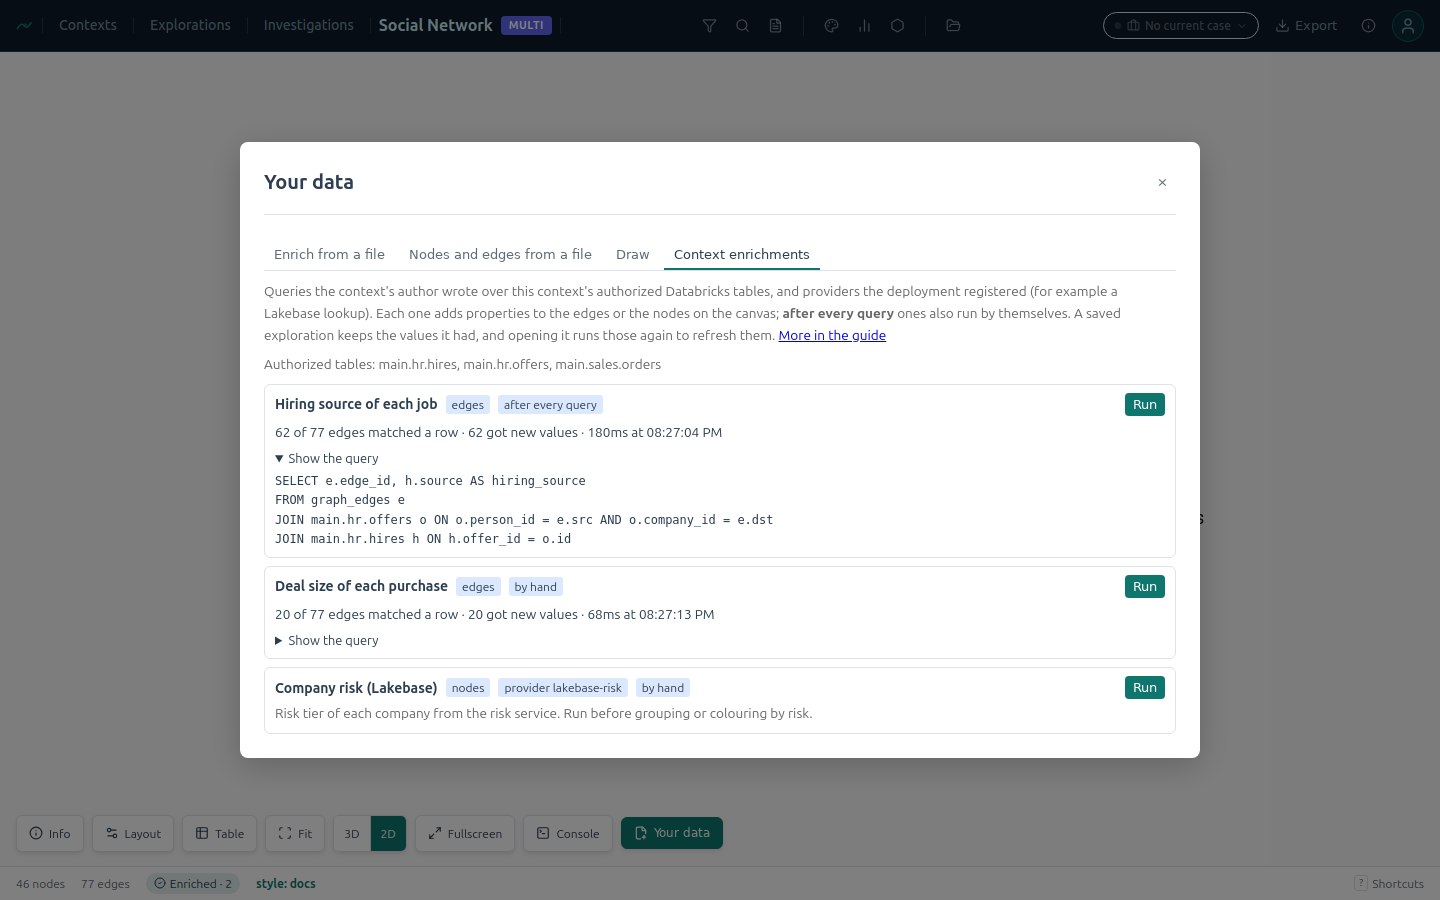 Contexts
Explorations
Investigations
Social Network MULTI
No current case
Export
Your data
×
Enrich from a file
Nodes and edges from a file
Draw
Context enrichments
Queries the context's author wrote over this context's authorized Databricks tables, and providers the deployment registered (for example a
Lakebase lookup). Each one adds properties to the edges or the nodes on the canvas; after every query ones also run by themselves. A saved
exploration keeps the values it had, and opening it runs those again to refresh them. More in the guide
Authorized tables: main.hr.hires, main.hr.offers, main.sales.orders
Hiring source of each job edges after every query Run
62 of 77 edges matched a row · 62 got new values · 180ms at 08:27:04 PM
▼ Show the query
SELECT e.edge_id, h.source AS hiring_source
FROM graph_edges e
JOIN main.hr.offers o ON o.person_id = e.src AND o.company_id = e.dst
JOIN main.hr.hires h ON h.offer_id = o.id
Deal size of each purchase edges by hand Run
20 of 77 edges matched a row · 20 got new values · 68ms at 08:27:13 PM
▶ Show the query
Company risk (Lakebase) nodes provider lakebase-risk by hand Run
Risk tier of each company from the risk service. Run before grouping or colouring by risk.
Info
Layout
Table
Fit
3D
2D
Fullscreen
Console
Your data
46 nodes
77 edges
Enriched · 2
style: docs
? Shortcuts